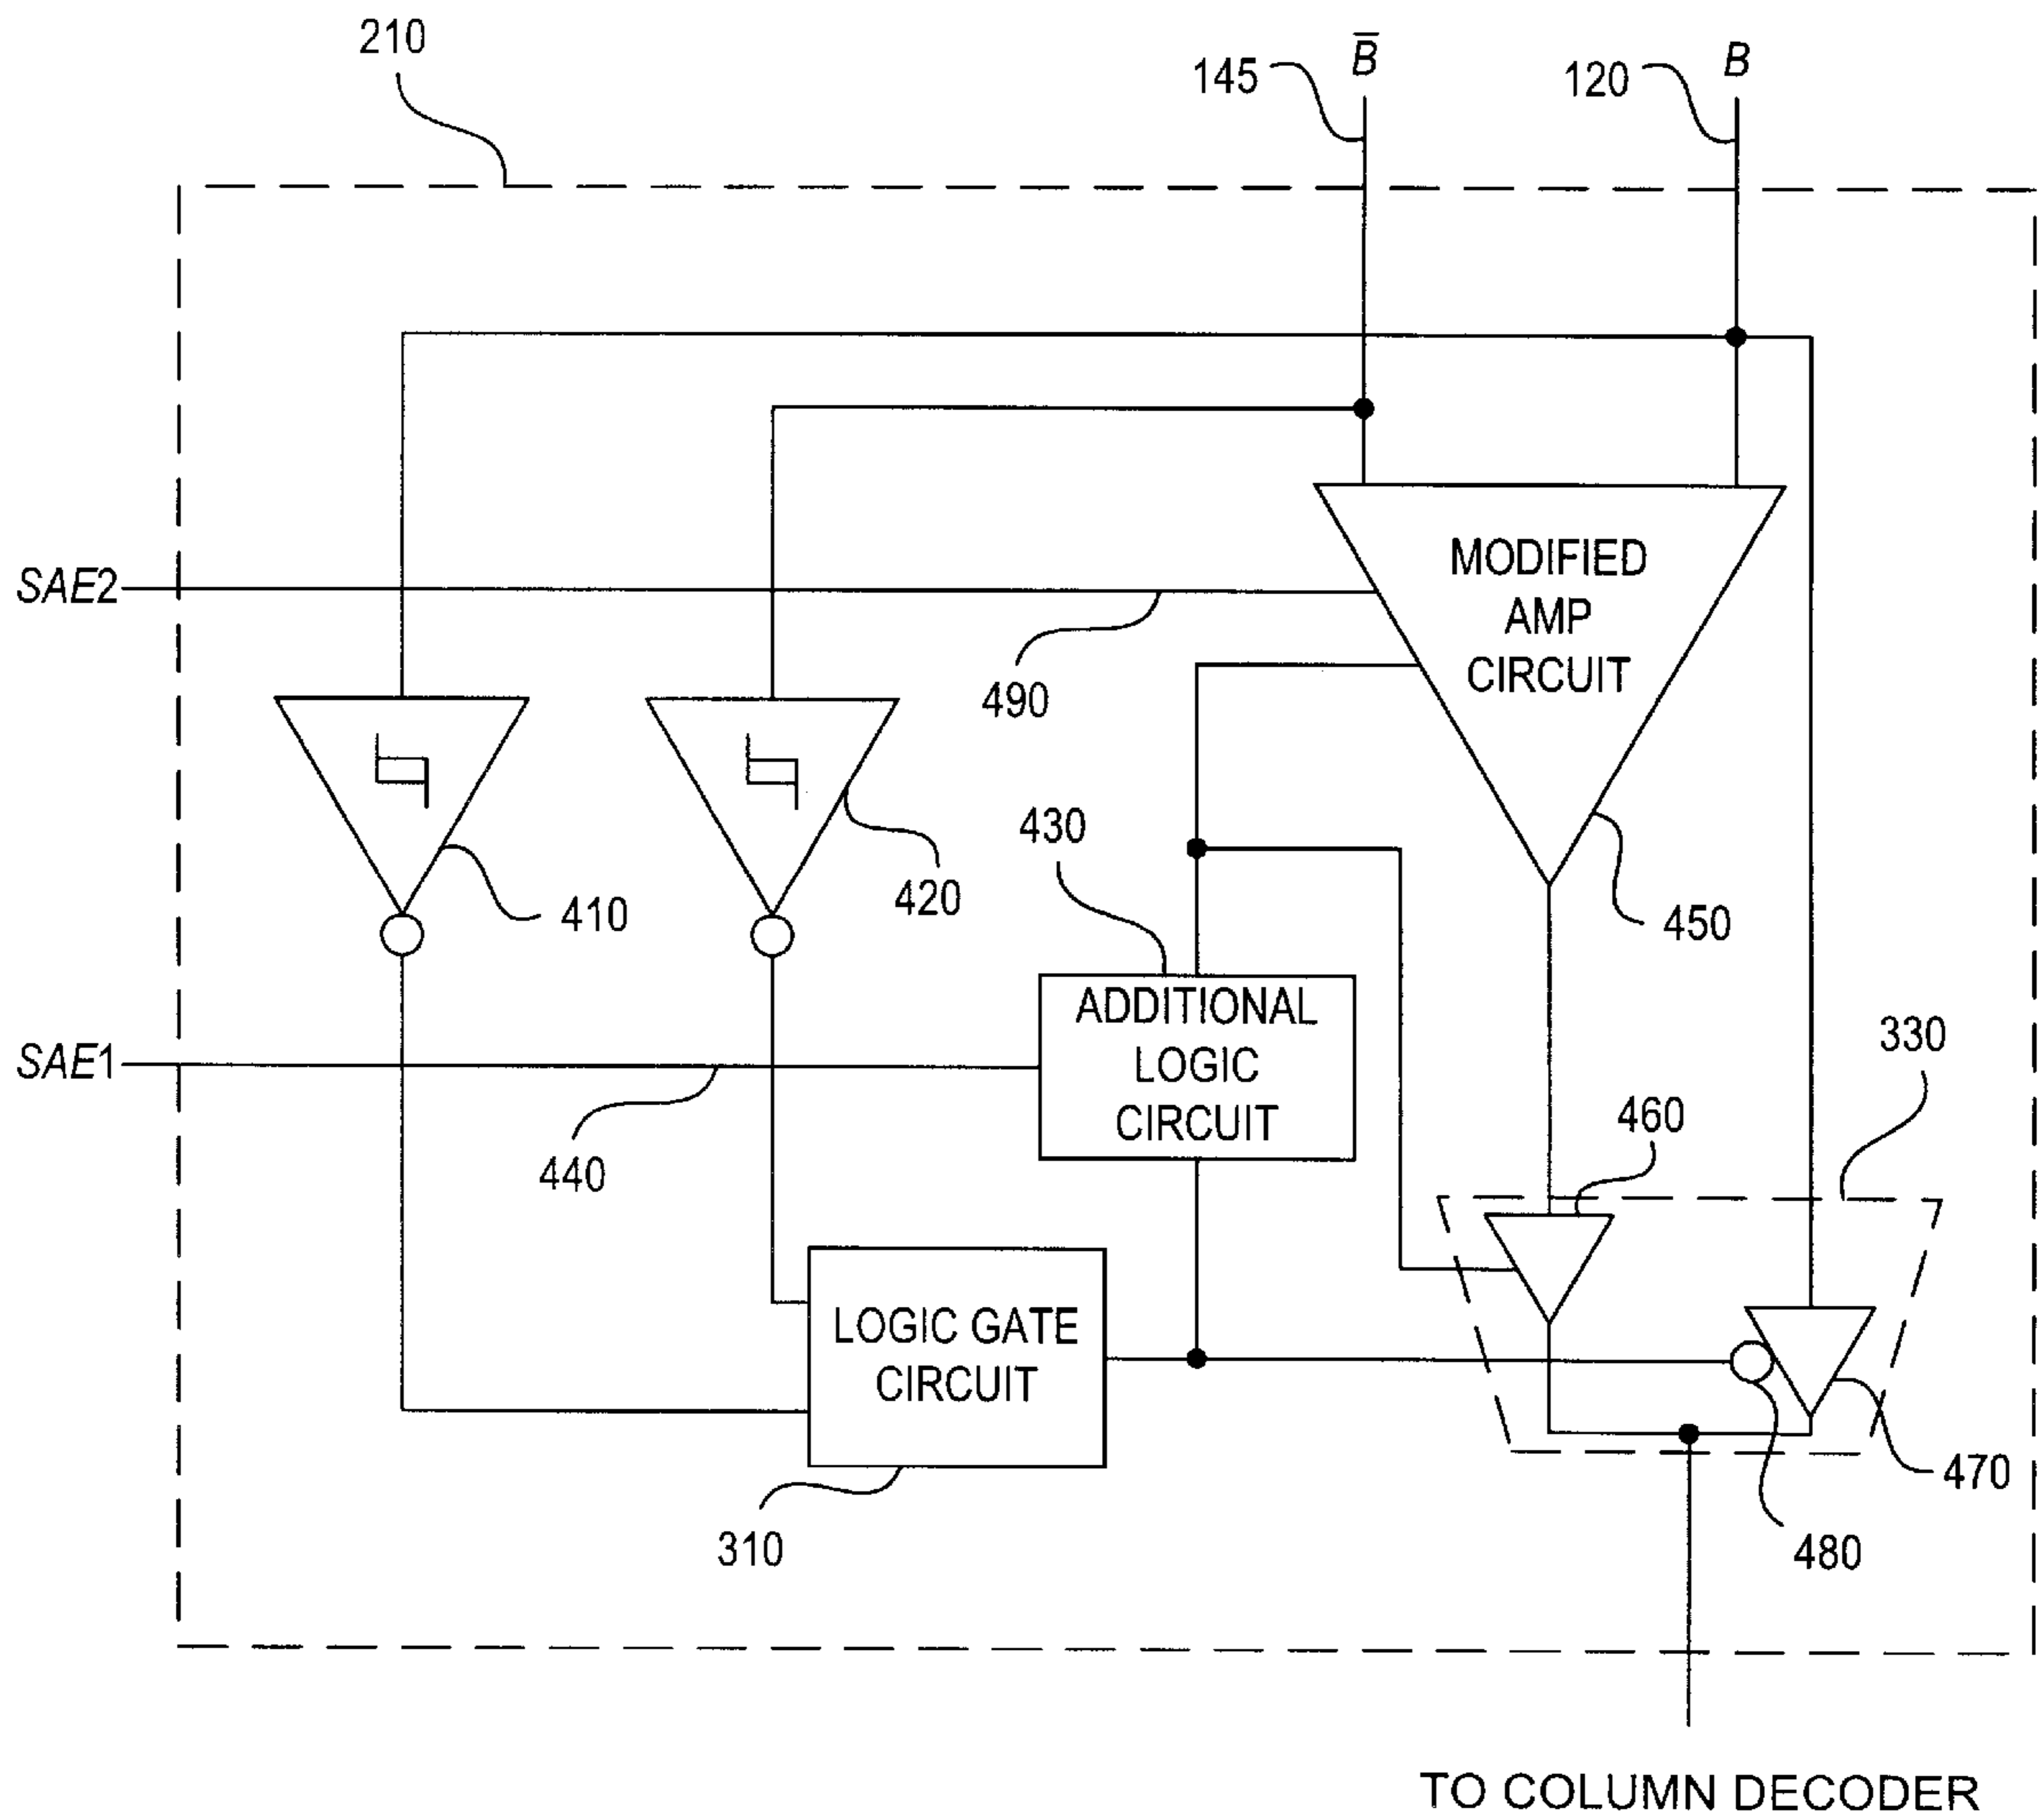 210
145
B̅
120
B
SAE2
MODIFIED
AMP
CIRCUIT
490
430
410
420
450
SAE1
ADDITIONAL
LOGIC
CIRCUIT
330
440
460
LOGIC GATE
CIRCUIT
470
310
480
TO COLUMN DECODER